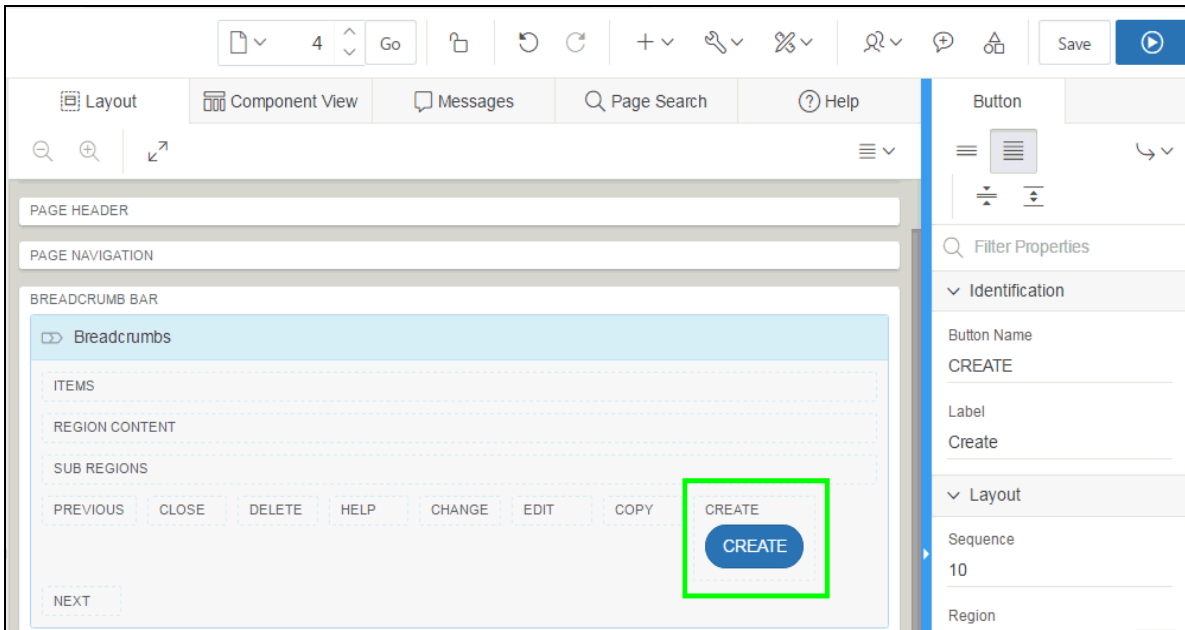 4 Go Save
Layout Component View Messages Page Search Help Button
PAGE HEADER
Filter Properties
PAGE NAVIGATION
Identification
BREADCRUMB BAR
Breadcrumbs
Button Name
CREATE
ITEMS
Label
REGION CONTENT
Create
SUB REGIONS
Layout
PREVIOUS CLOSE DELETE HELP CHANGE EDIT COPY CREATE
Sequence
CREATE
10
NEXT
Region